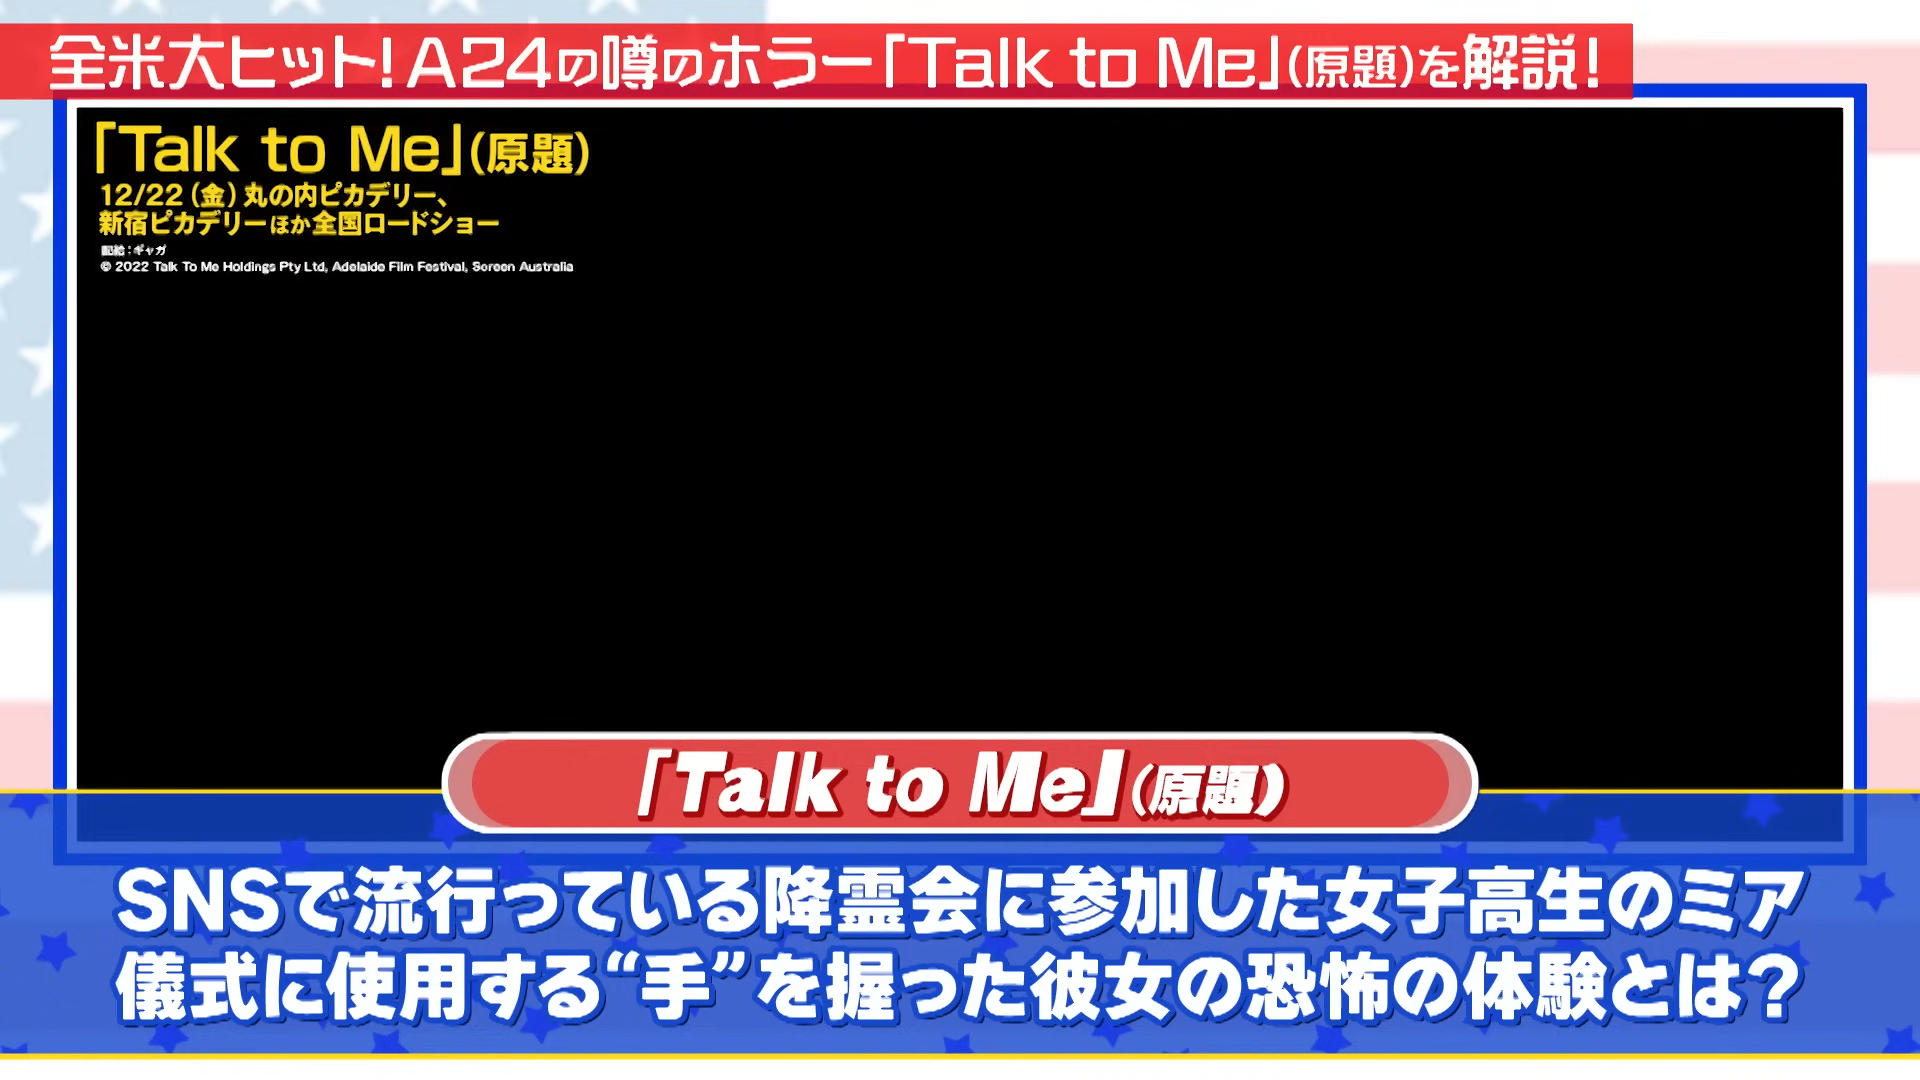 全米大ヒット!A24の噂のホラー「Talk to Me」(原題)を解説!
「Talk to Me」(原題)
12/22(金)丸の内ピカデリー、
新宿ピカデリーほか全国ロードショー
配給:ギャガ
© 2022 Talk To Me Holdings Pty Ltd, Adelaide Film Festival, Screen Australia
「Talk to Me」(原題)
SNSで流行っている降霊会に参加した女子高生のミア
儀式に使用する“手”を握った彼女の恐怖の体験とは?